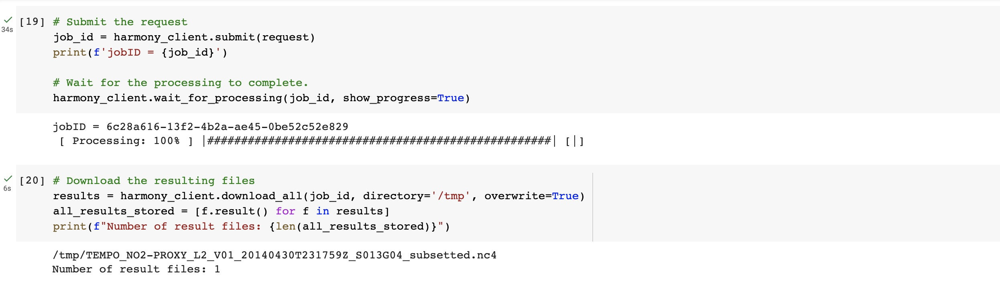 [19] # Submit the request
34s
job_id = harmony_client.submit(request)
print(f'jobID = {job_id}')
# Wait for the processing to complete.
harmony_client.wait_for_processing(job_id, show_progress=True)
jobID = 6c28a616-13f2-4b2a-ae45-0be52c52e829
[ Processing: 100% ] |###################################################| [|]
[20] # Download the resulting files
6s
results = harmony_client.download_all(job_id, directory='/tmp', overwrite=True)
all_results_stored = [f.result() for f in results]
print(f"Number of result files: {len(all_results_stored)}")
/tmp/TEMPO_NO2-PROXY_L2_V01_20140430T231759Z_S013G04_subsetted.nc4
Number of result files: 1